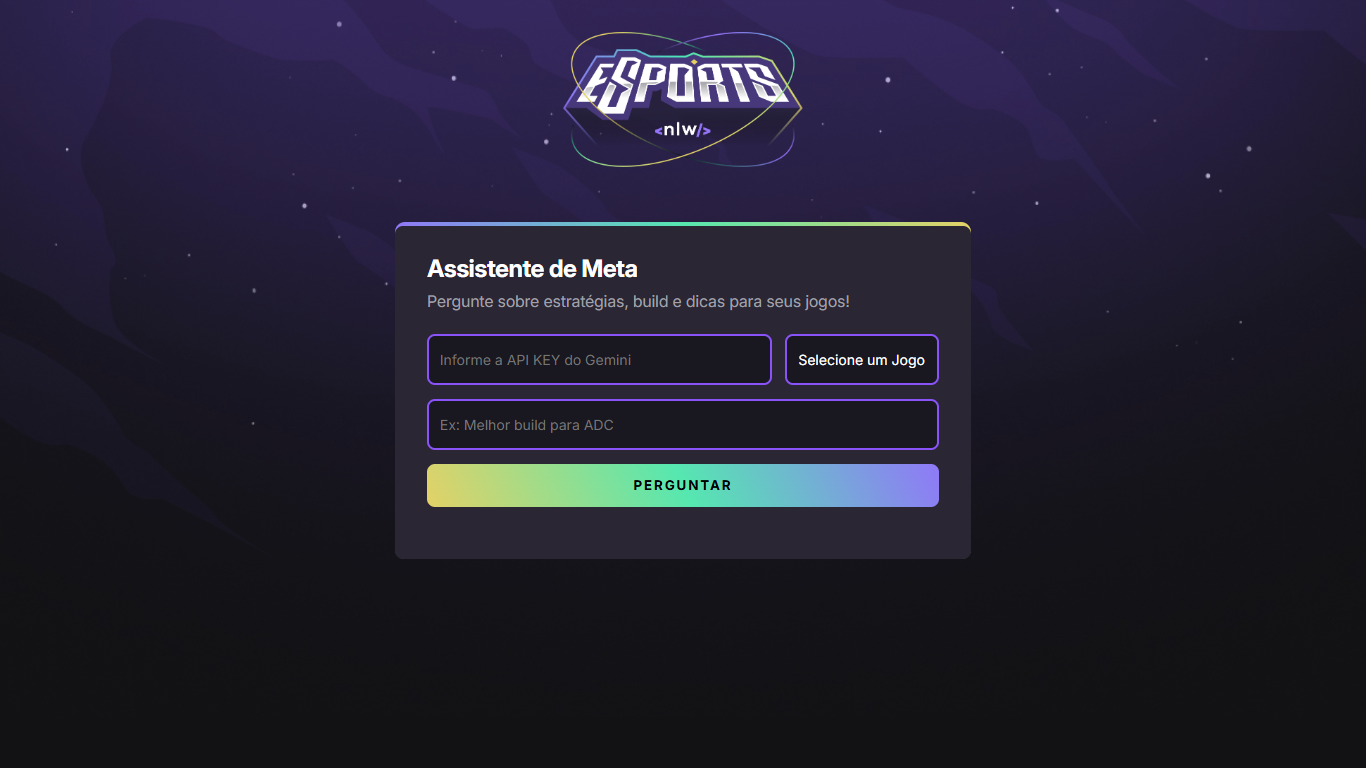 ESPORTS
<nlw/>
Assistente de Meta
Pergunte sobre estratégias, build e dicas para seus jogos!
Informe a API KEY do Gemini
Selecione um Jogo
Ex: Melhor build para ADC
PERGUNTAR